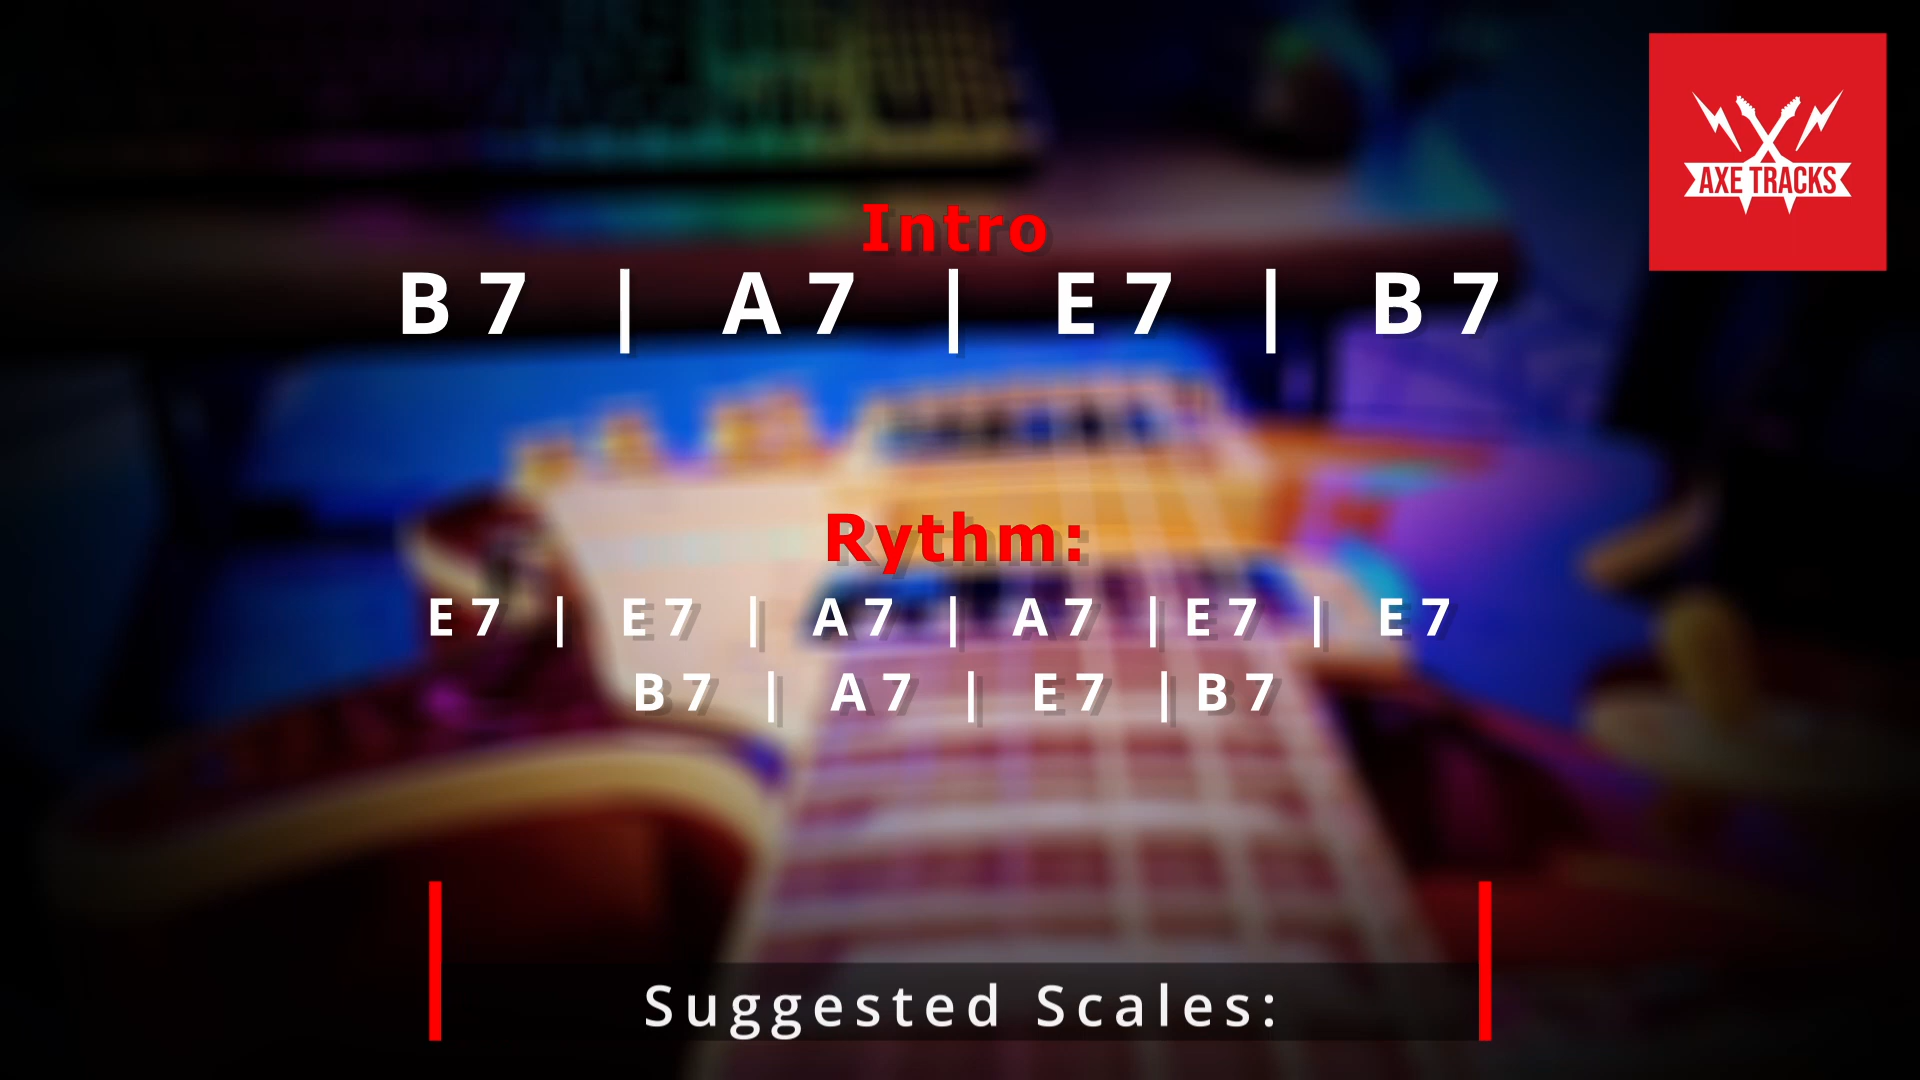 AXE TRACKS
Intro
B7 | A7 | E7 | B7
Rythm:
E7 | E7 | A7 | A7 | E7 | E7
B7 | A7 | E7 | B7
Suggested Scales: